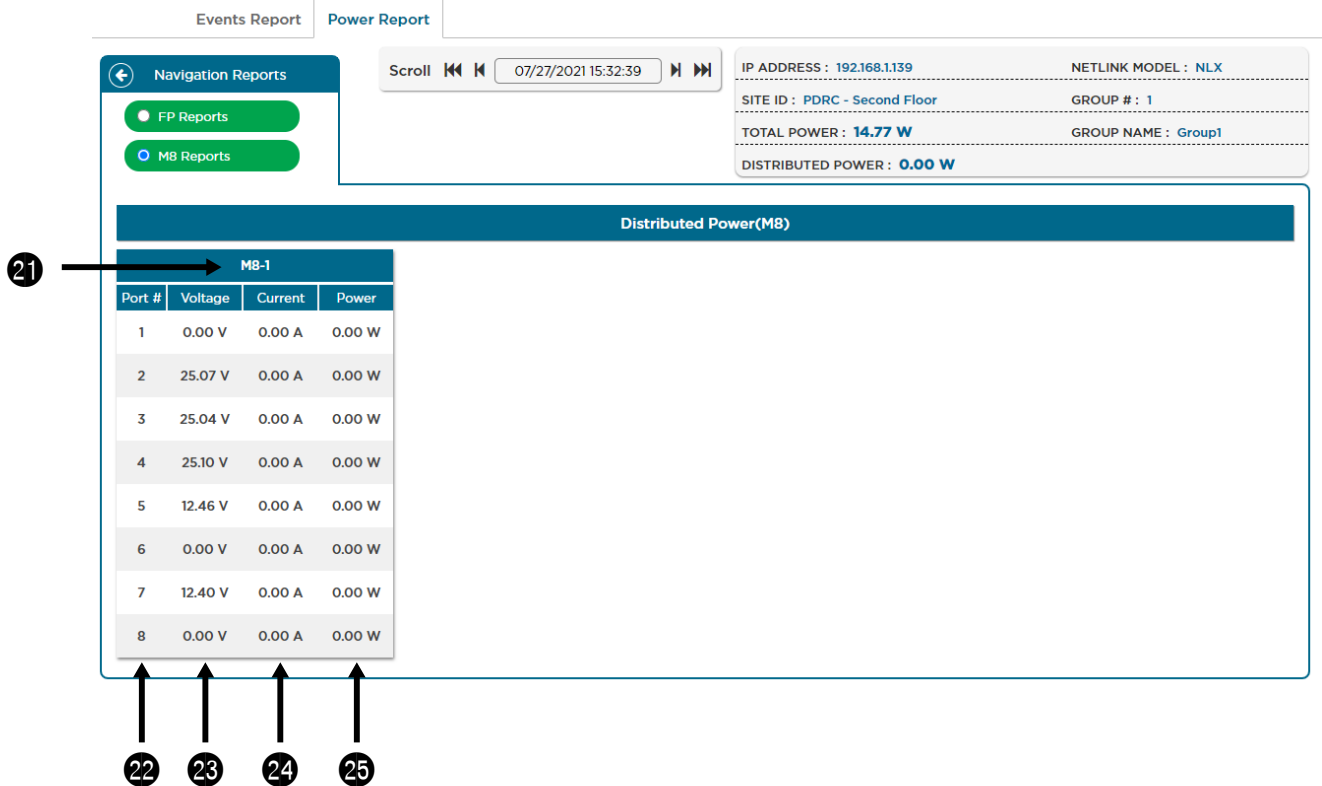 Events Report Power Report
Navigation Reports
FP Reports
M8 Reports
Scroll 07/27/2021 15:32:39
IP ADDRESS : 192.168.1.139 NETLINK MODEL : NLX
SITE ID : PDRC - Second Floor GROUP # : 1
TOTAL POWER : 14.77 W GROUP NAME : Group1
DISTRIBUTED POWER : 0.00 W
Distributed Power(M8)
21 M8-1
Port # Voltage Current Power
1 0.00 V 0.00 A 0.00 W
2 25.07 V 0.00 A 0.00 W
3 25.04 V 0.00 A 0.00 W
4 25.10 V 0.00 A 0.00 W
5 12.46 V 0.00 A 0.00 W
6 0.00 V 0.00 A 0.00 W
7 12.40 V 0.00 A 0.00 W
8 0.00 V 0.00 A 0.00 W
22 23 24 25